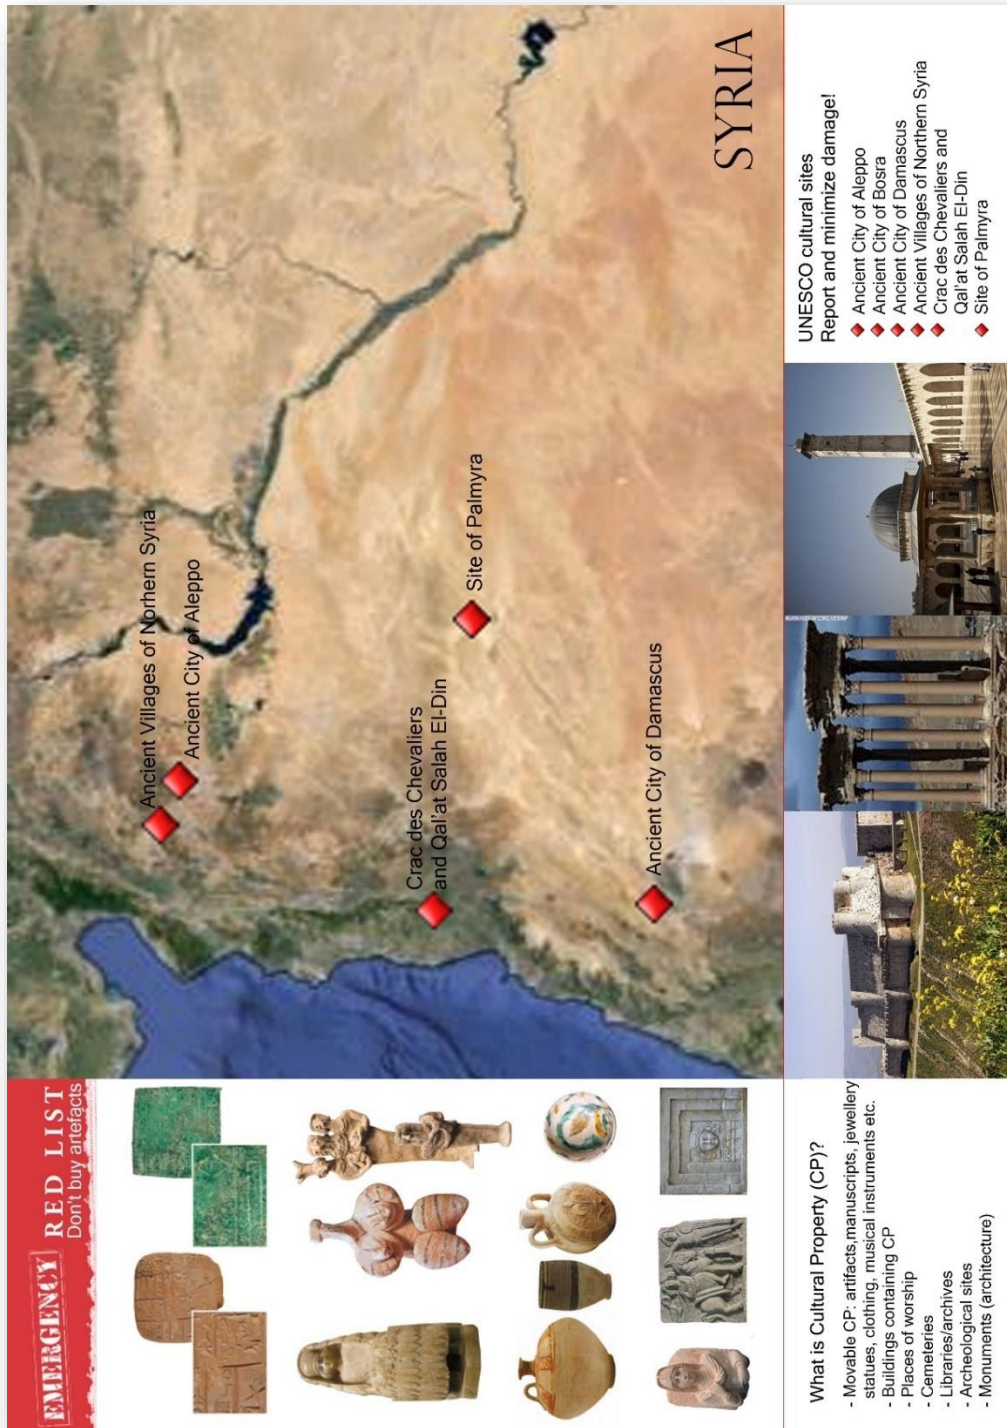 EMERGENCY RED LIST
Don't buy artefacts
Ancient Villages of Norhern Syria
Ancient City of Aleppo
Crac des Chevaliers
and Qal'at Salah El-Din
Site of Palmyra
Ancient City of Damascus
SYRIA
What is Cultural Property (CP)?
- Movable CP: artifacts,manuscripts, jewellery
statues, clothing, musical instruments etc.
- Buildings containing CP
- Places of worship
- Cemeteries
- Libraries/archives
- Archeological sites
- Monuments (architecture)
UNESCO cultural sites
Report and minimize damage!
Ancient City of Aleppo
Ancient City of Bosra
Ancient City of Damascus
Ancient Villages of Northern Syria
Crac des Chevaliers and
Qal'at Salah El-Din
Site of Palmyra